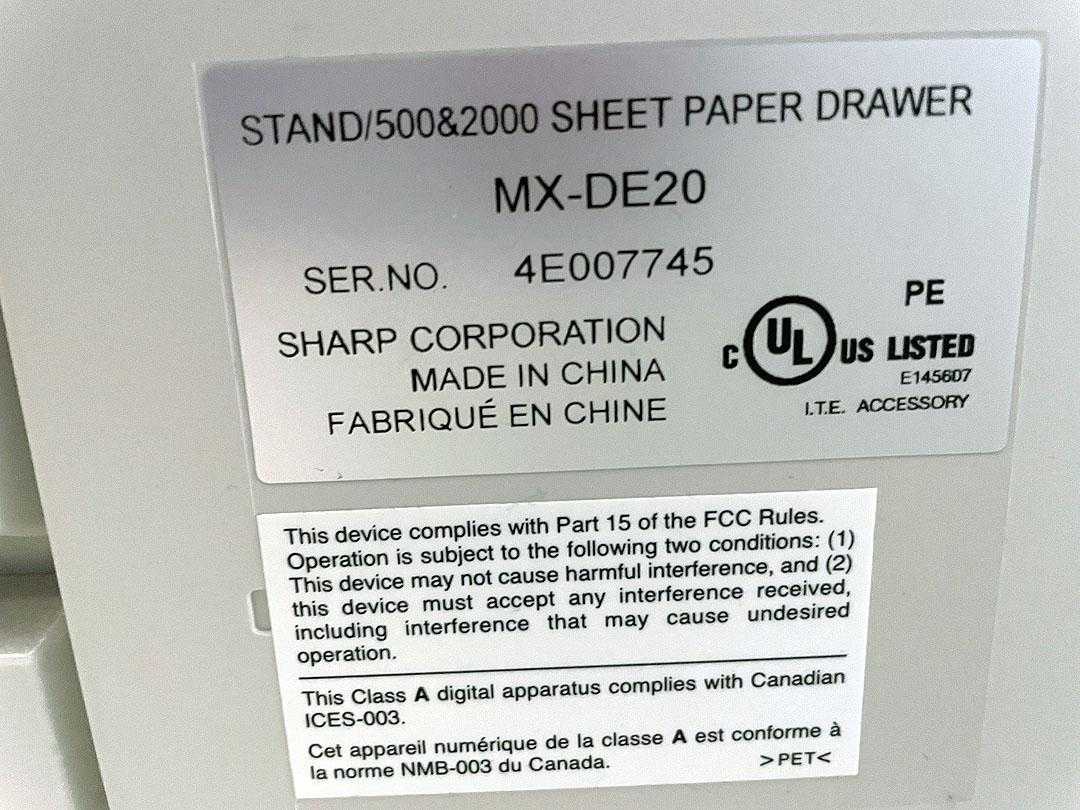 STAND/500&2000 SHEET PAPER DRAWER
MX-DE20
SER.NO. 4E007745
SHARP CORPORATION
MADE IN CHINA
FABRIQUÉ EN CHINE
PE
C UL US LISTED
E145607
I.T.E. ACCESSORY
This device complies with Part 15 of the FCC Rules.
Operation is subject to the following two conditions: (1)
This device may not cause harmful interference, and (2)
this device must accept any interference received,
including interference that may cause undesired
operation.
This Class A digital apparatus complies with Canadian
ICES-003.
Cet appareil numérique de la classe A est conforme à
la norme NMB-003 du Canada.
>PET<